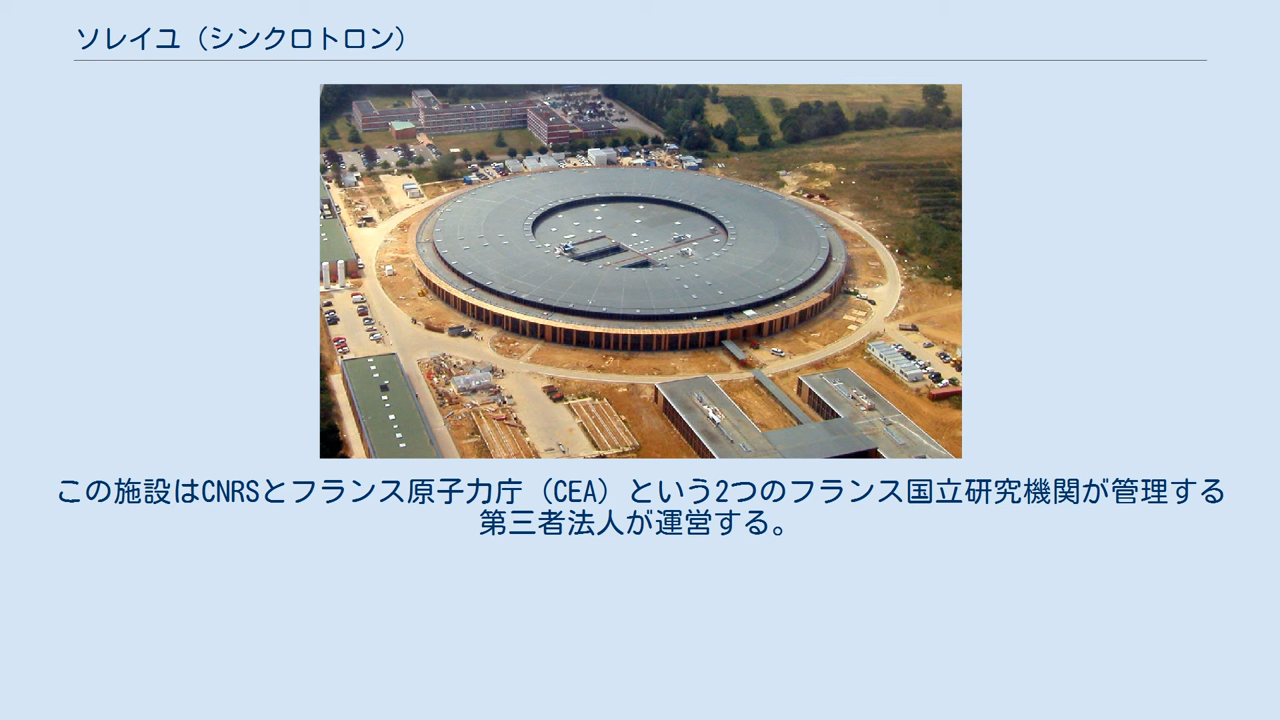 ソレイユ（シンクロトロン）
この施設はCNRSとフランス原子力庁（CEA）という2つのフランス国立研究機関が管理する
第三者法人が運営する。